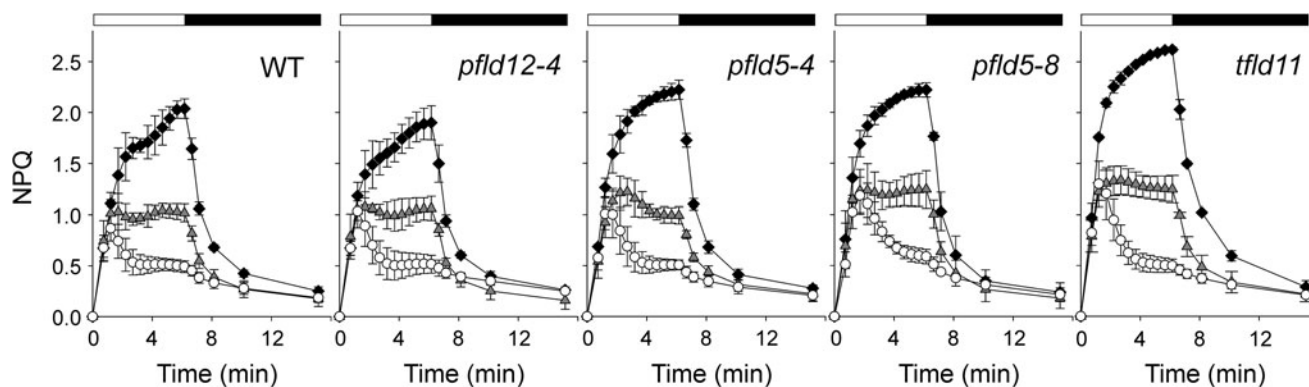 WT
pfld12-4
pfld5-4
pfld5-8
tfld11
NPQ
2.5
2.0
1.5
1.0
0.5
0.0
0 4 8 12
0 4 8 12
0 4 8 12
0 4 8 12
0 4 8 12
Time (min)
Time (min)
Time (min)
Time (min)
Time (min)